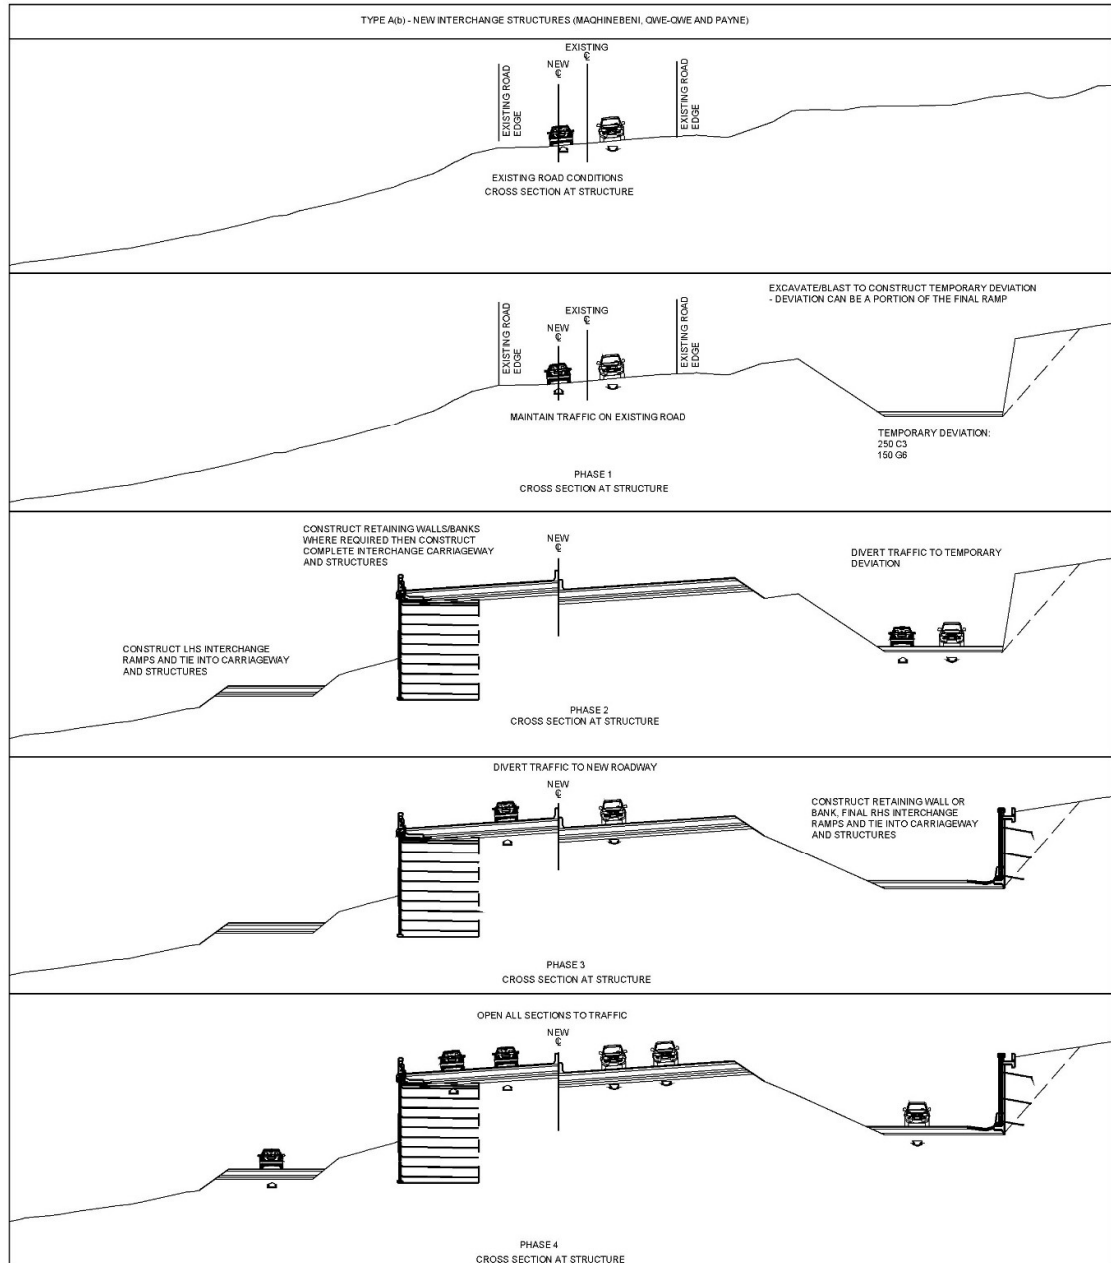 TYPE A(b) - NEW INTERCHANGE STRUCTURES (MAQHINEBENI, QWE-QWE AND PAYNE)
EXISTING
℄
NEW
℄
EXISTING ROAD
EDGE
EXISTING ROAD
EDGE
EXISTING ROAD CONDITIONS
CROSS SECTION AT STRUCTURE
EXCAVATE/BLAST TO CONSTRUCT TEMPORARY DEVIATION
- DEVIATION CAN BE A PORTION OF THE FINAL RAMP
EXISTING
℄
NEW
℄
EXISTING ROAD
EDGE
EXISTING ROAD
EDGE
MAINTAIN TRAFFIC ON EXISTING ROAD
TEMPORARY DEVIATION:
250 C3
150 G6
PHASE 1
CROSS SECTION AT STRUCTURE
CONSTRUCT RETAINING WALLS/BANKS
WHERE REQUIRED THEN CONSTRUCT
COMPLETE INTERCHANGE CARRIAGEWAY
AND STRUCTURES
NEW
℄
DIVERT TRAFFIC TO TEMPORARY
DEVIATION
CONSTRUCT LHS INTERCHANGE
RAMPS AND TIE INTO CARRIAGEWAY
AND STRUCTURES
PHASE 2
CROSS SECTION AT STRUCTURE
DIVERT TRAFFIC TO NEW ROADWAY
NEW
℄
CONSTRUCT RETAINING WALL OR
BANK, FINAL RHS INTERCHANGE
RAMPS AND TIE INTO CARRIAGEWAY
AND STRUCTURES
PHASE 3
CROSS SECTION AT STRUCTURE
OPEN ALL SECTIONS TO TRAFFIC
NEW
℄
PHASE 4
CROSS SECTION AT STRUCTURE